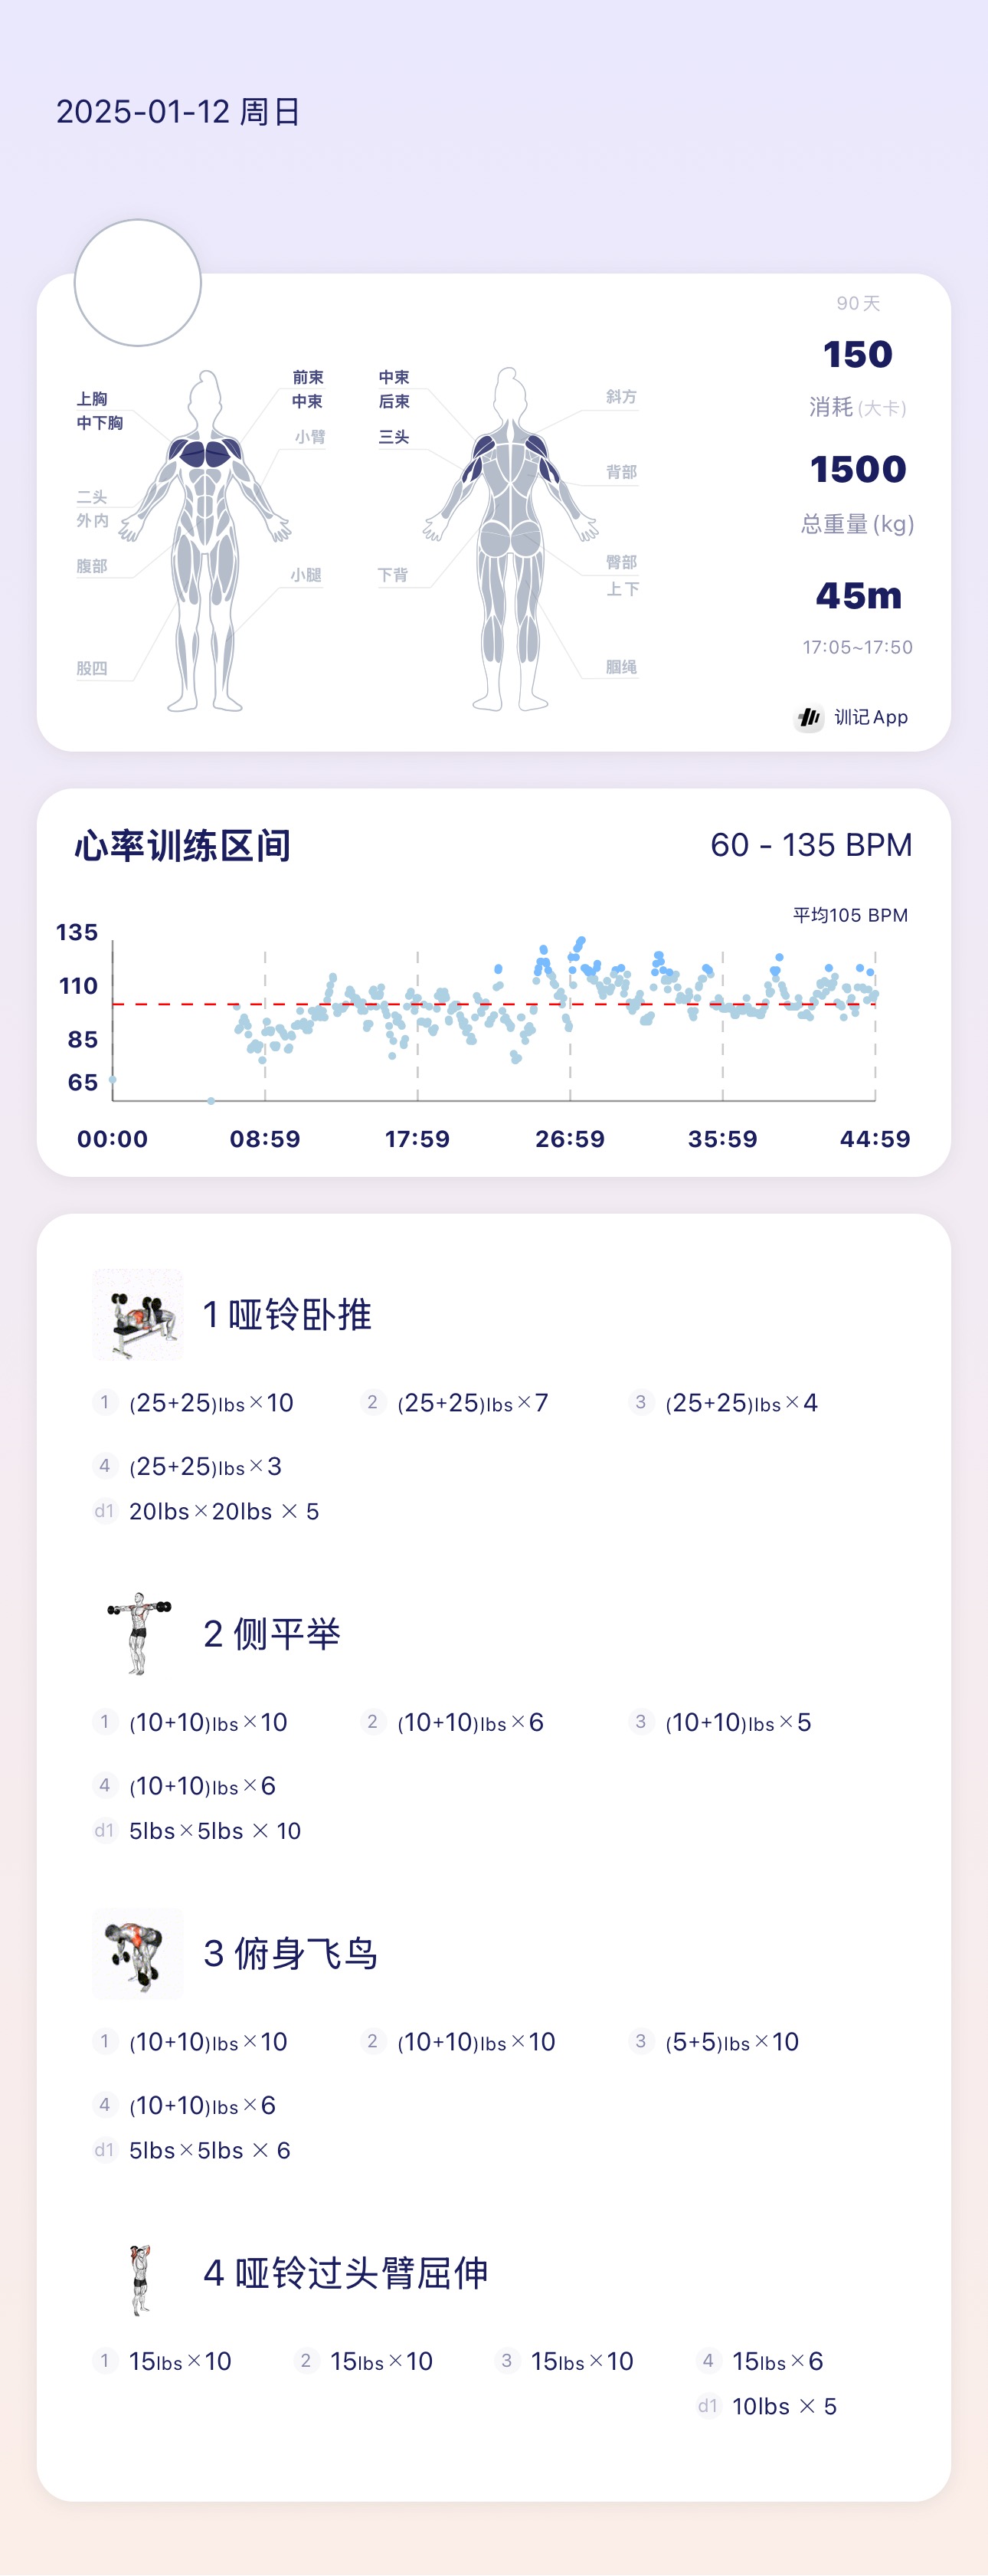 2025-01-12 周日
90天
150
消耗(大卡)
1500
总重量(kg)
45m
17:05~17:50
训记App
上胸
中下胸
前束
中束
小臂
二头
外内
腹部
小腿
股四
中束
后束
三头
斜方
背部
下背
臀部
上下
腘绳
心率训练区间
60 - 135 BPM
平均105 BPM
135
110
85
65
00:00 08:59 17:59 26:59 35:59 44:59
1 哑铃卧推
1 (25+25)lbs×10 2 (25+25)lbs×7 3 (25+25)lbs×4
4 (25+25)lbs×3
d1 20lbs×20lbs × 5
2 侧平举
1 (10+10)lbs×10 2 (10+10)lbs×6 3 (10+10)lbs×5
4 (10+10)lbs×6
d1 5lbs×5lbs × 10
3 俯身飞鸟
1 (10+10)lbs×10 2 (10+10)lbs×10 3 (5+5)lbs×10
4 (10+10)lbs×6
d1 5lbs×5lbs × 6
4 哑铃过头臂屈伸
1 15lbs×10 2 15lbs×10 3 15lbs×10 4 15lbs×6
d1 10lbs × 5